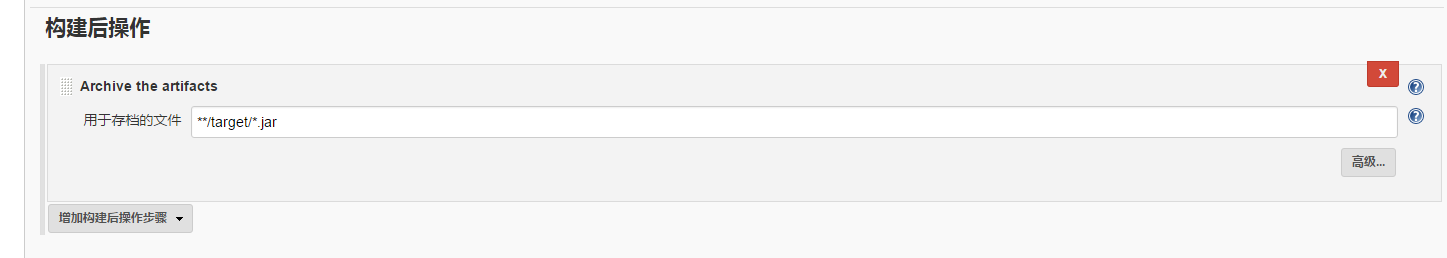 构建后操作
Archive the artifacts
X
用于存档的文件
**/target/*.jar
高级...
增加构建后操作步骤